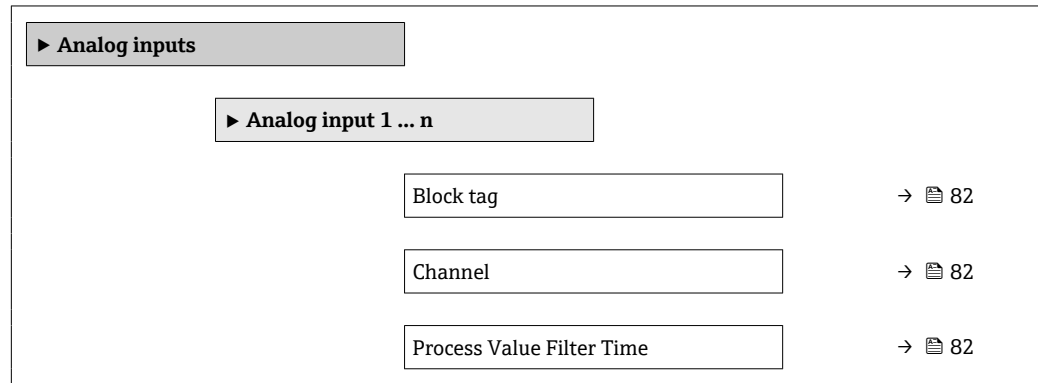 ▶ Analog inputs
▶ Analog input 1 ... n
Block tag → 82
Channel → 82
Process Value Filter Time → 82